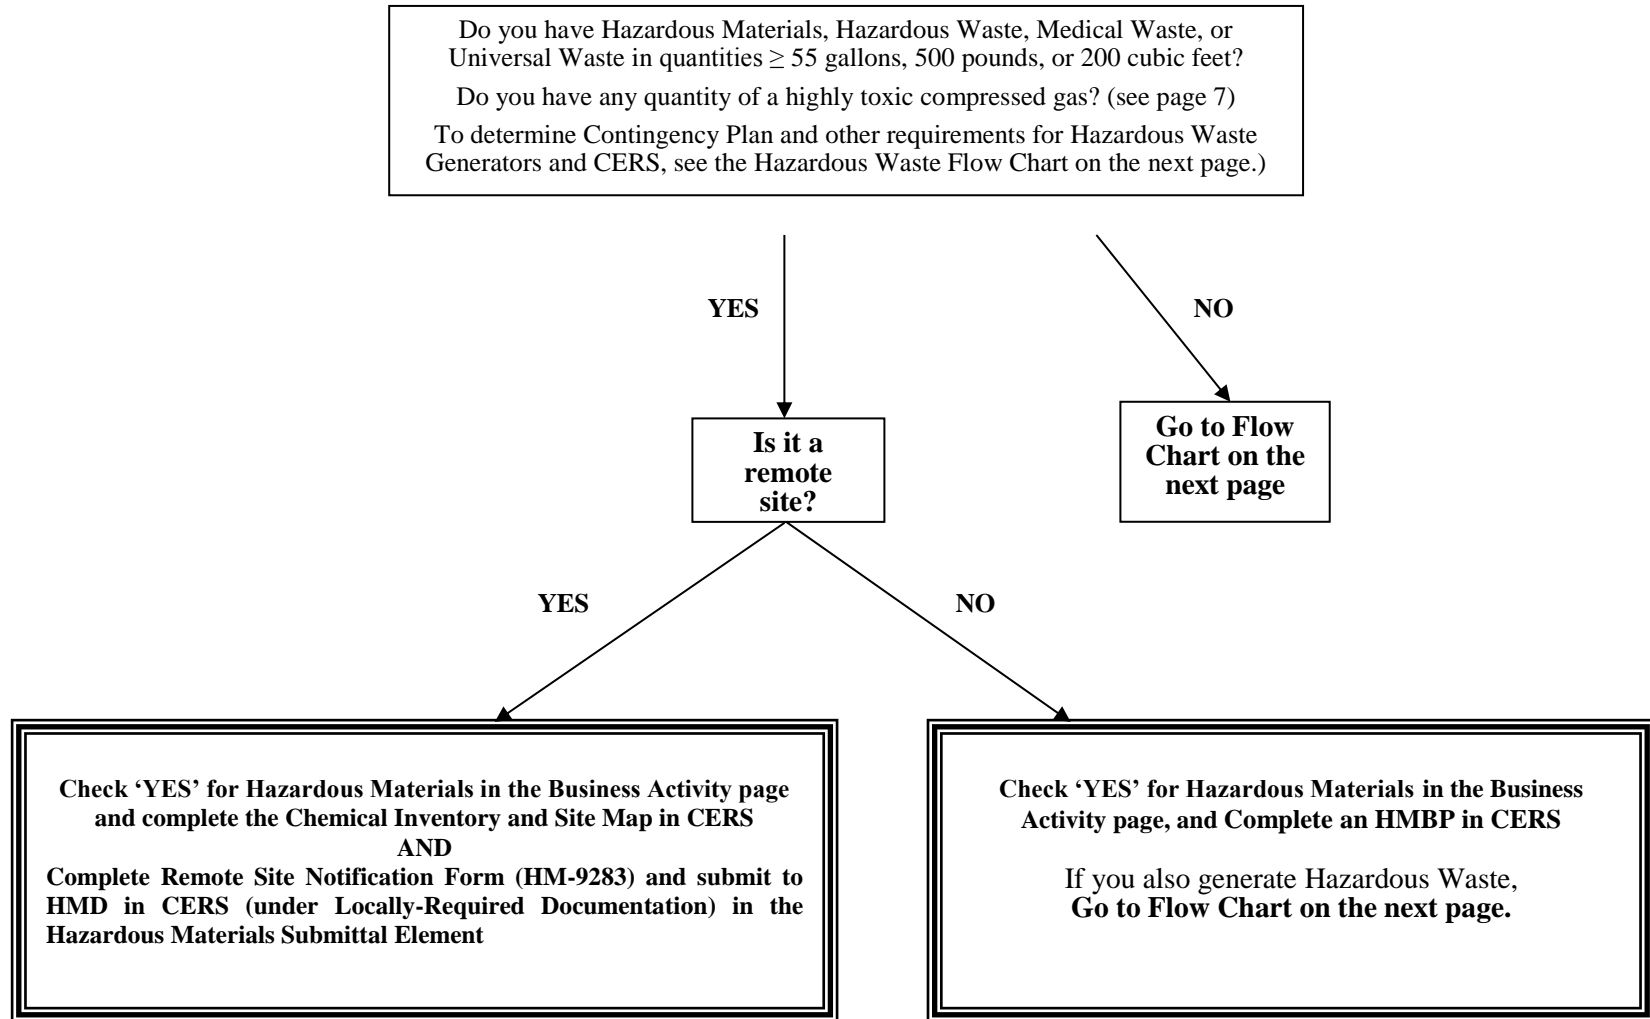 Do you have Hazardous Materials, Hazardous Waste, Medical Waste, or
Universal Waste in quantities ≥ 55 gallons, 500 pounds, or 200 cubic feet?
Do you have any quantity of a highly toxic compressed gas? (see page 7)
To determine Contingency Plan and other requirements for Hazardous Waste
Generators and CERS, see the Hazardous Waste Flow Chart on the next page.)
YES
NO
Is it a
remote
site?
Go to Flow
Chart on the
next page
YES
NO
Check ‘YES’ for Hazardous Materials in the Business Activity page
and complete the Chemical Inventory and Site Map in CERS
AND
Complete Remote Site Notification Form (HM-9283) and submit to
HMD in CERS (under Locally-Required Documentation) in the
Hazardous Materials Submittal Element
Check ‘YES’ for Hazardous Materials in the Business
Activity page, and Complete an HMBP in CERS
If you also generate Hazardous Waste,
Go to Flow Chart on the next page.